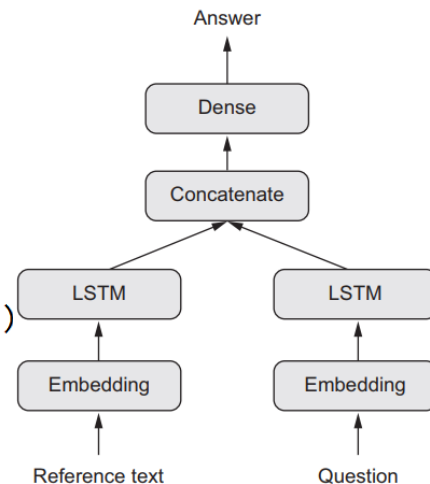 Answer
Dense
Concatenate
LSTM LSTM
)
Embedding Embedding
Reference text Question